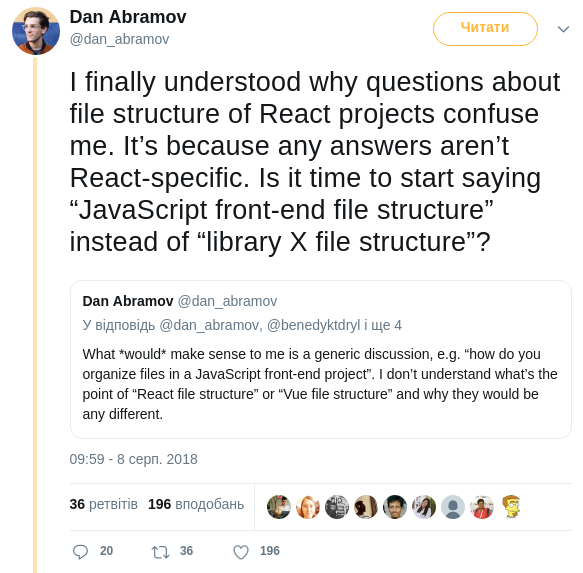 Dan Abramov
@dan_abramov
Читати
I finally understood why questions about
file structure of React projects confuse
me. It’s because any answers aren’t
React-specific. Is it time to start saying
“JavaScript front-end file structure”
instead of “library X file structure”?
Dan Abramov @dan_abramov
У відповідь @dan_abramov, @benedyktdryl і ще 4
What *would* make sense to me is a generic discussion, e.g. “how do you
organize files in a JavaScript front-end project”. I don’t understand what’s the
point of “React file structure” or “Vue file structure” and why they would be
any different.
09:59 - 8 серп. 2018
36 ретвітів 196 вподобань
20 36 196